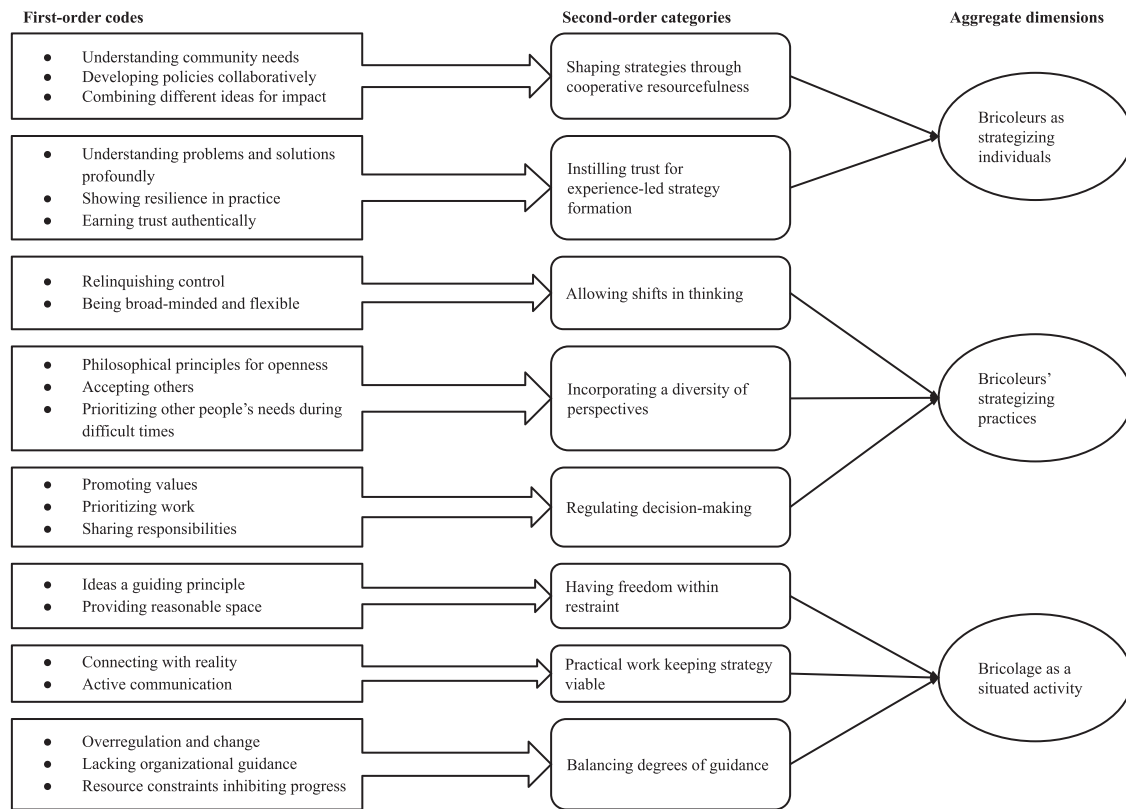 First-order codes
Second-order categories
Aggregate dimensions
Understanding community needs
Developing policies collaboratively
Combining different ideas for impact
Shaping strategies through
cooperative resourcefulness
Understanding problems and solutions
profoundly
Showing resilience in practice
Earning trust authentically
Instilling trust for
experience-led strategy
formation
Bricoleurs as
strategizing
individuals
Relinquishing control
Being broad-minded and flexible
Allowing shifts in thinking
Philosophical principles for openness
Accepting others
Prioritizing other people’s needs during
difficult times
Incorporating a diversity of
perspectives
Promoting values
Prioritizing work
Sharing responsibilities
Regulating decision-making
Bricoleurs’
strategizing
practices
Ideas a guiding principle
Providing reasonable space
Having freedom within
restraint
Connecting with reality
Active communication
Practical work keeping strategy
viable
Overregulation and change
Lacking organizational guidance
Resource constraints inhibiting progress
Balancing degrees of guidance
Bricolage as a
situated activity